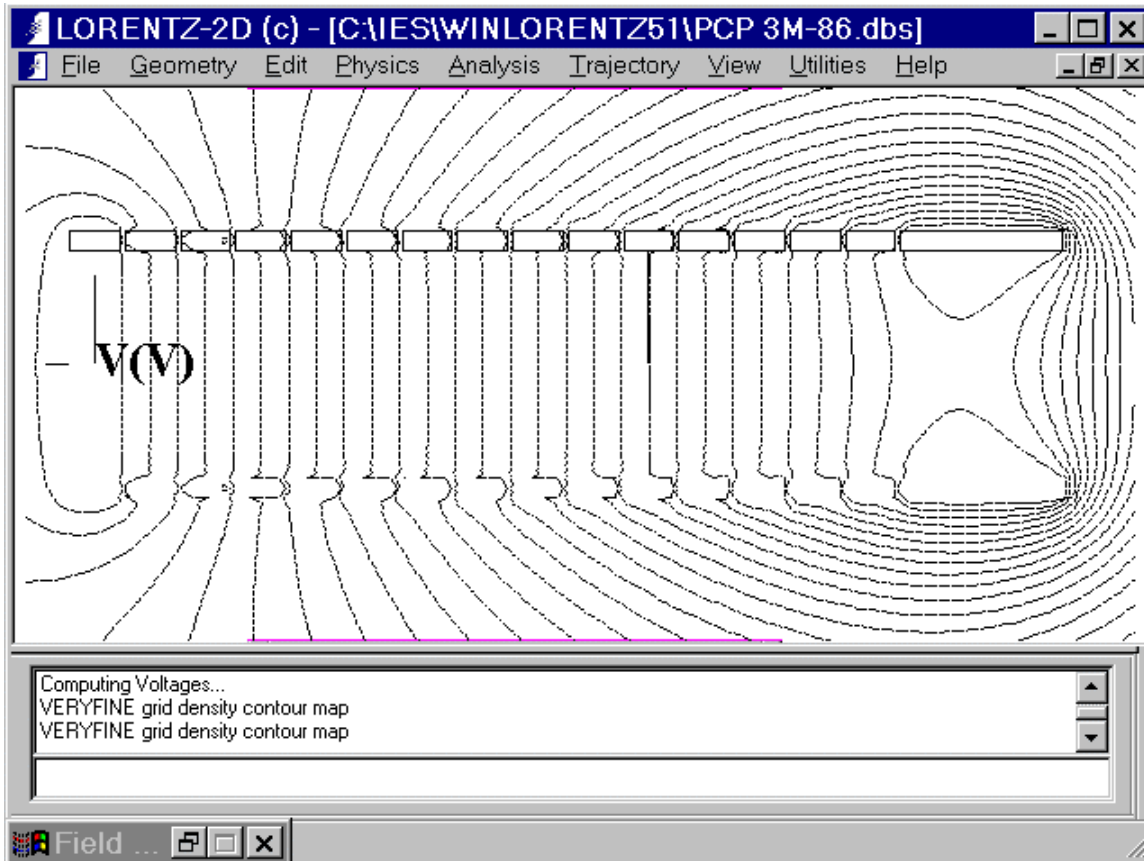 LORENTZ-2D (c) - [C:\IES\WINLORENTZ51\PCP 3M-86.dbs]
File Geometry Edit Physics Analysis Trajectory View Utilities Help
V(V)
Computing Voltages...
VERYFINE grid density contour map
VERYFINE grid density contour map
Field ...